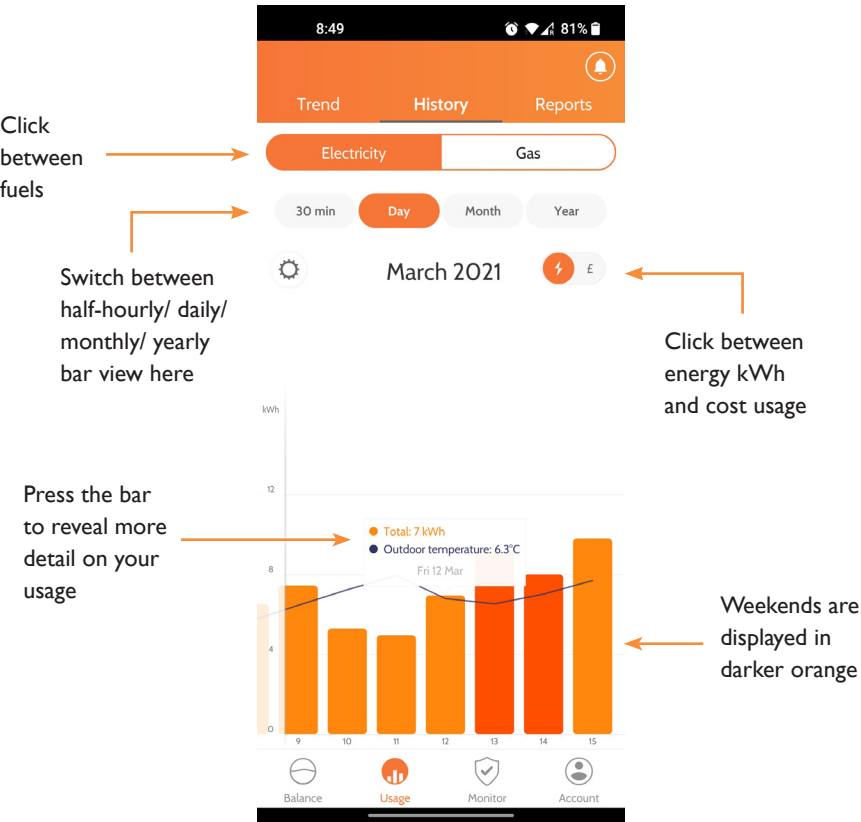 8:49
R
81%
Trend
History
Reports
Click
between
fuels
Electricity
Gas
30 min
Day
Month
Year
Switch between
half-hourly/ daily/
monthly/ yearly
bar view here
March 2021
£
Click between
energy kWh
and cost usage
kWh
12
8
4
0
Press the bar
to reveal more
detail on your
usage
Total: 7 kWh
Outdoor temperature: 6.3°C
Fri 12 Mar
Weekends are
displayed in
darker orange
9
10
11
12
13
14
15
Balance
Usage
Monitor
Account